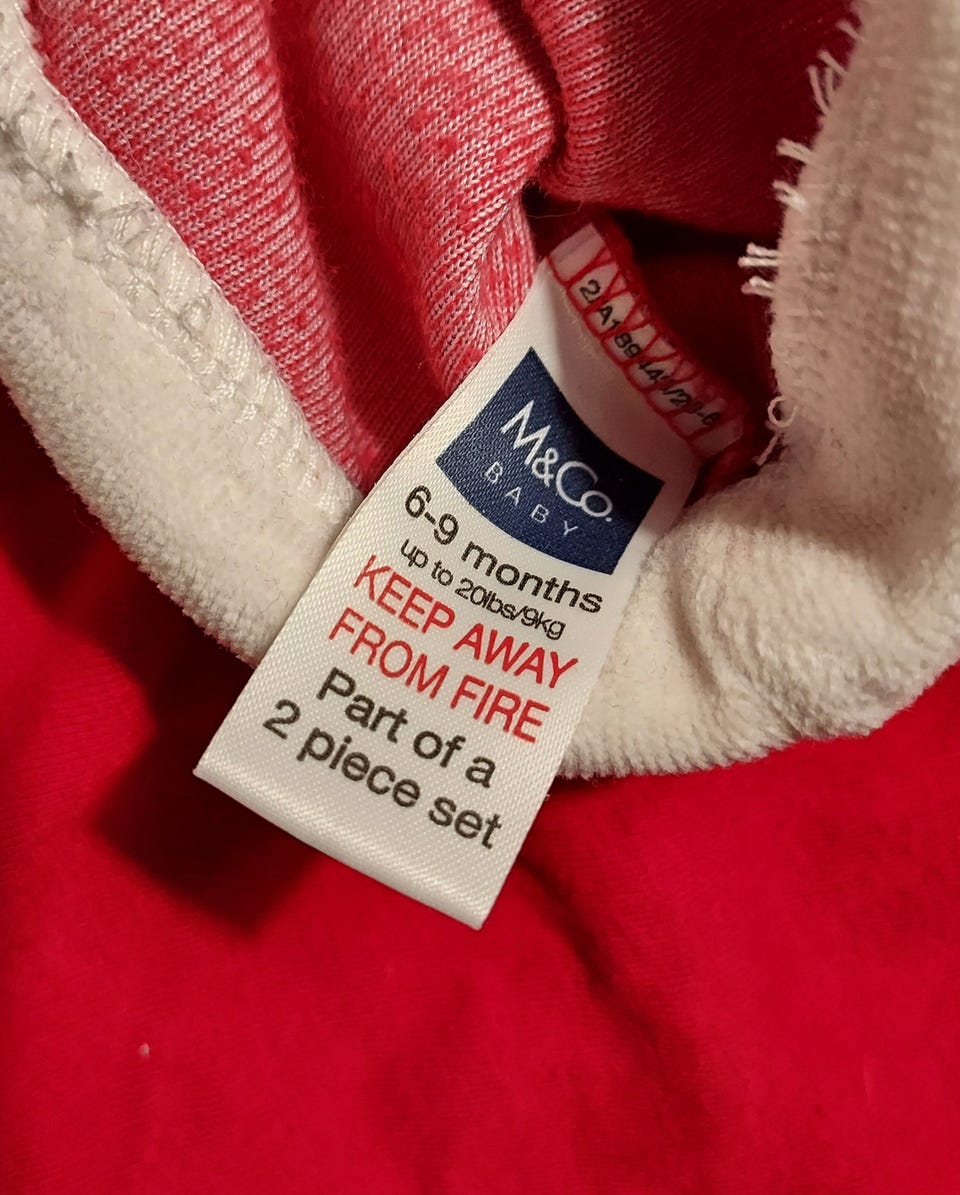 M&Co.
BABY
6-9 months
up to 20lbs/9kg
KEEP AWAY
FROM FIRE
Part of a
2 piece set